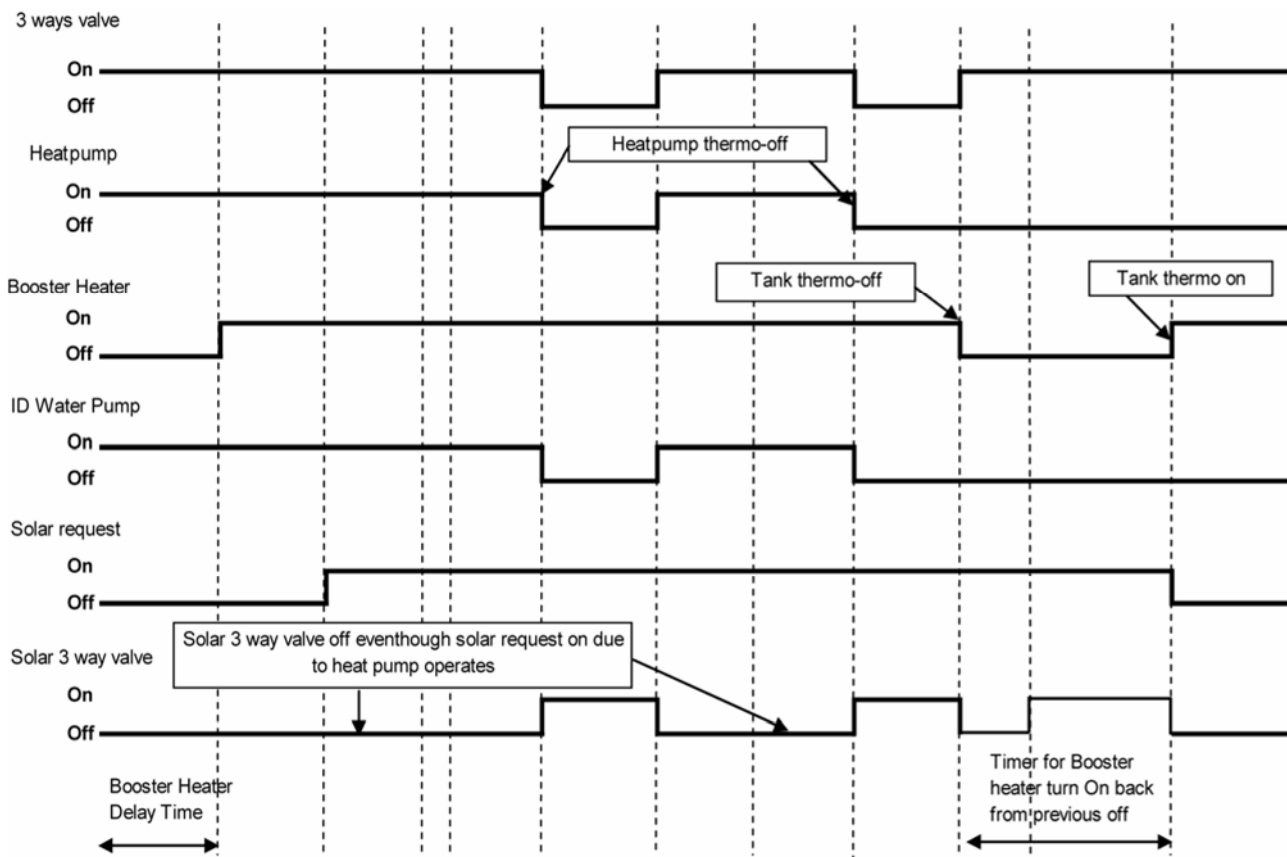 3 ways valve
On
Off
Heatpump
Heatpump thermo-off
On
Off
Booster Heater
Tank thermo-off
Tank thermo on
On
Off
ID Water Pump
On
Off
Solar request
On
Off
Solar 3 way valve
Solar 3 way valve off eventhough solar request on due
to heat pump operates
On
Off
Booster Heater
Delay Time
Timer for Booster
heater turn On back
from previous off